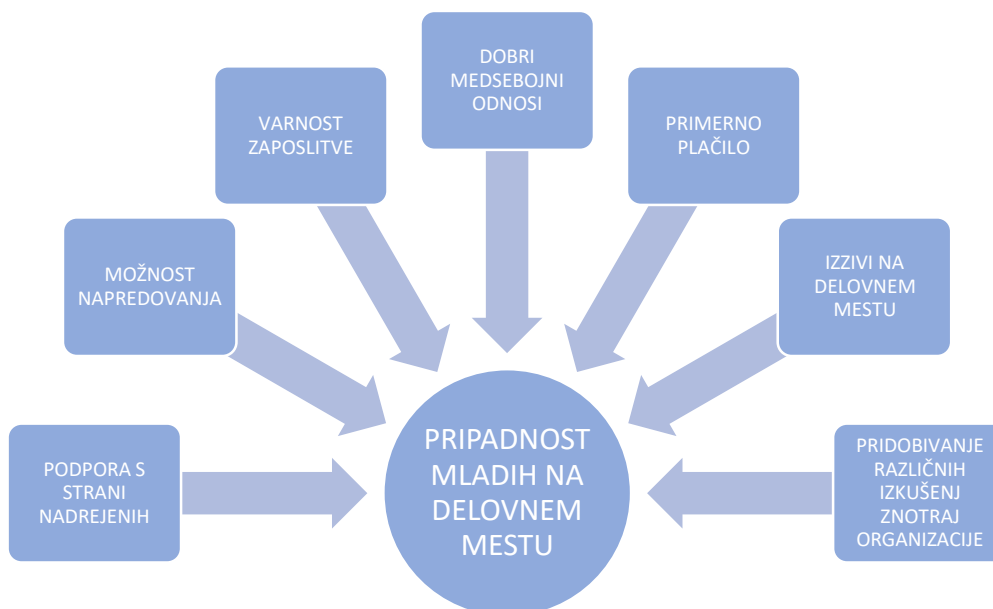 DOBRI
MEDSEBOJNI
ODNOSI
VARNOST
ZAPOSLITVE
PRIMERNO
PLAČILO
MOŽNOST
NAPREDOVANJA
IZZIVI NA
DELOVNEM
MESTU
PODPORA S
STRANI
NADREJENIH
PRIPADNOST
MLADIH NA
DELOVNEM
MESTU
PRIDOBIVANJE
RAZLIČNIH
IZKUŠENJ
ZNOTRAJ
ORGANIZACIJE